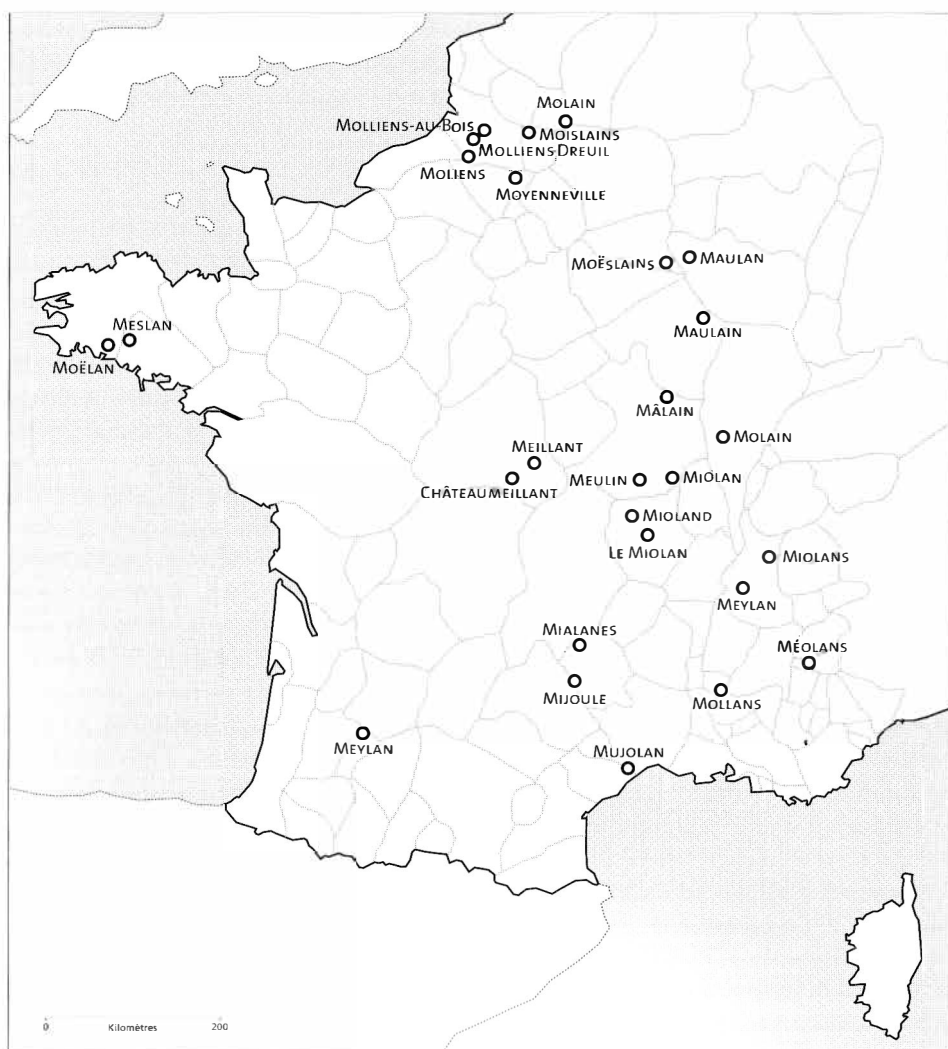 MOLAIN
MOLLIENS-AU-BOIS
MOISLAINS
MOLLIENS-DREUIL
MOLIENS
MOYENNEVILLE
MOËSLAINS
MAULAN
MESLAN
MAULAIN
MOËLAN
MÂLAIN
MOLAIN
MEILLANT
MEULIN
MIOLAN
CHÂTEAUMEILLANT
MIOLAND
LE MIOLAN
MIOLANS
MEYLAN
MIALANES
MÉOLANS
MIJOULE
MOLLANS
MEYLAN
MUJOLAN
0 Kilomètres 200